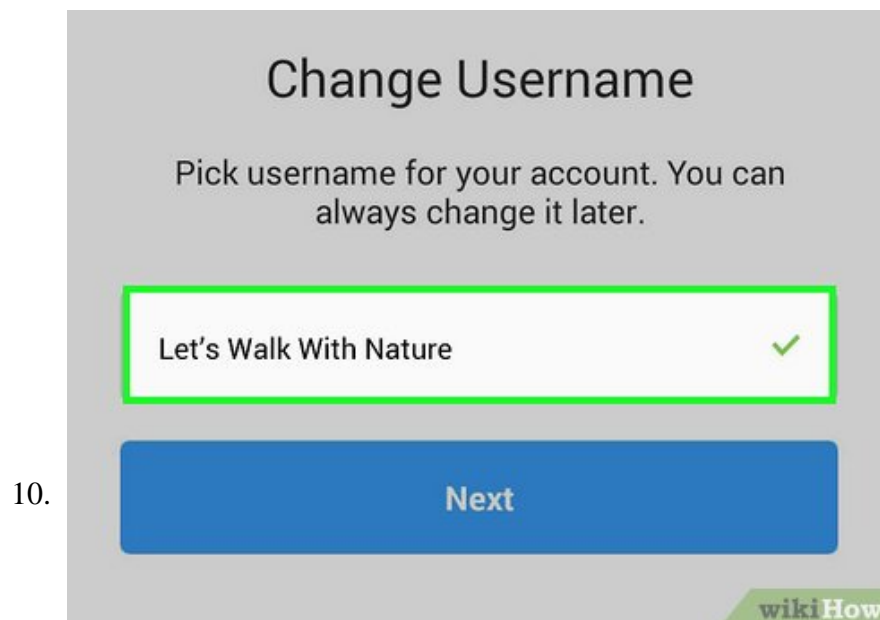 Change Username
Pick username for your account. You can
always change it later.
Let's Walk With Nature
10.
Next
wikiHow